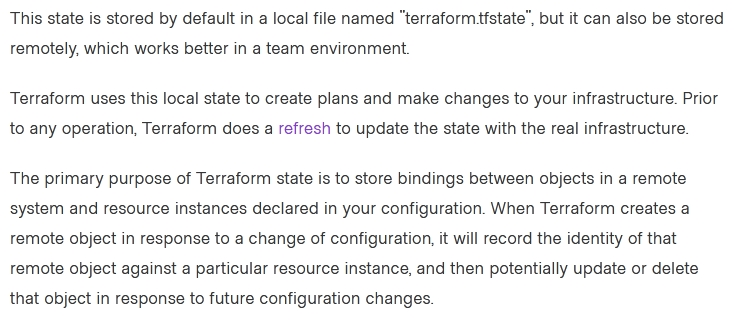 This state is stored by default in a local file named "terraform.tfstate", but it can also be stored
remotely, which works better in a team environment.
Terraform uses this local state to create plans and make changes to your infrastructure. Prior
to any operation, Terraform does a refresh to update the state with the real infrastructure.
The primary purpose of Terraform state is to store bindings between objects in a remote
system and resource instances declared in your configuration. When Terraform creates a
remote object in response to a change of configuration, it will record the identity of that
remote object against a particular resource instance, and then potentially update or delete
that object in response to future configuration changes.